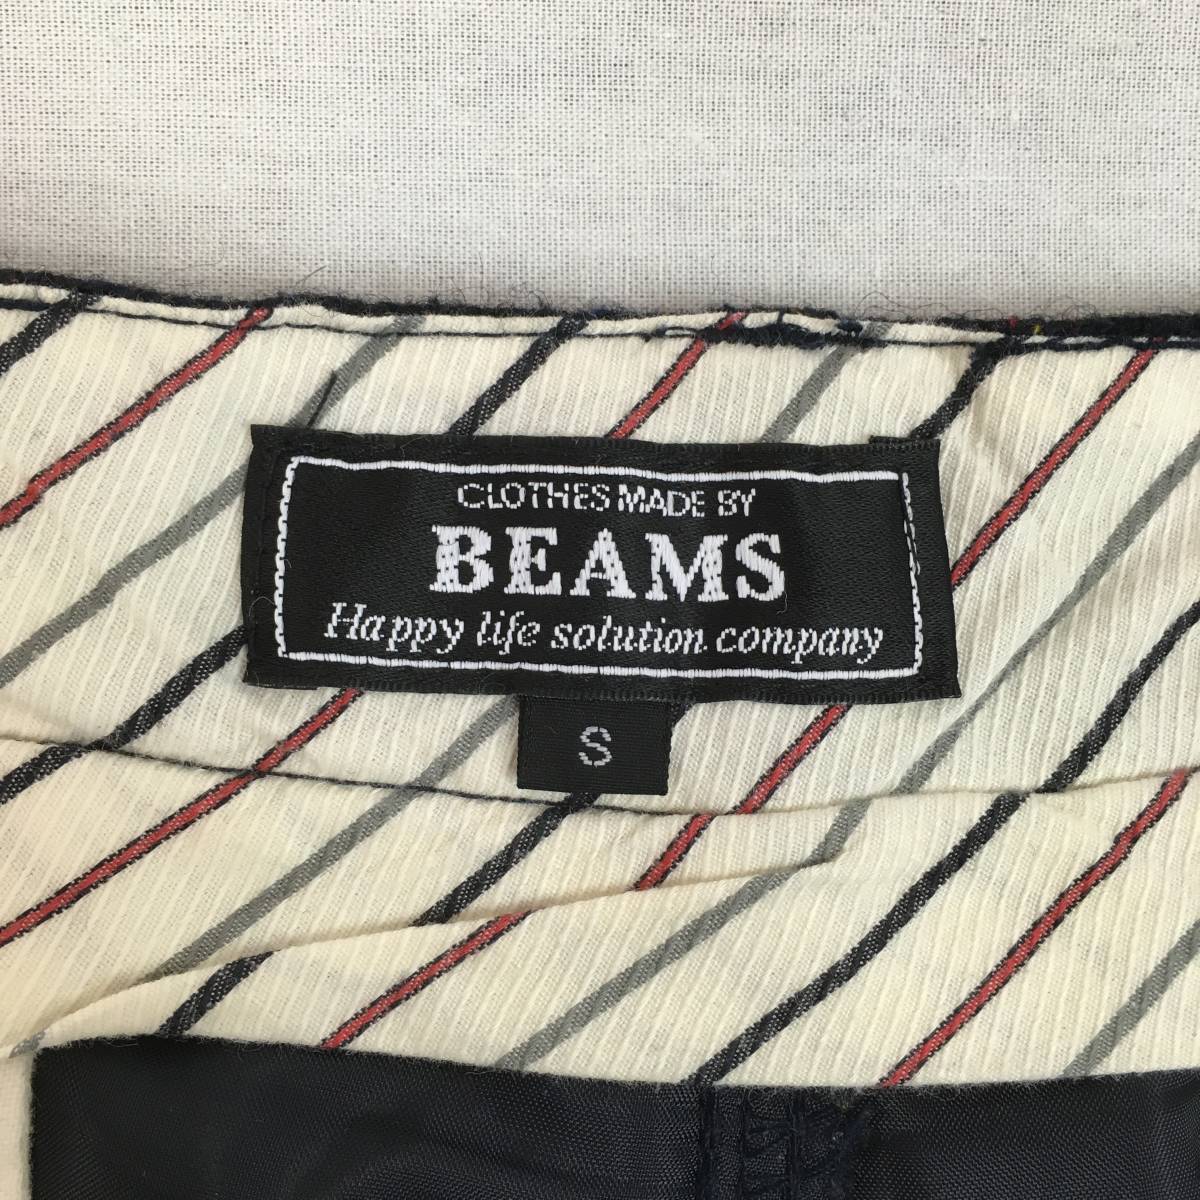 CLOTHES MADE BY
BEAMS
Happy life solution company
S